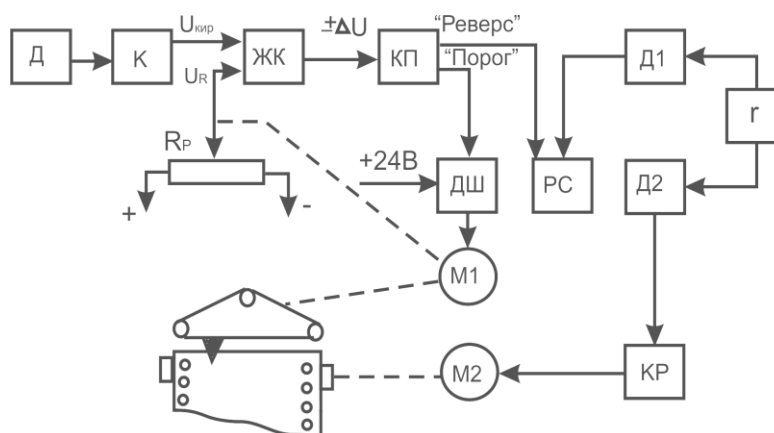 Д
K
Uкир
UR
ЖК
±ΔU
КП
“Реверс”
“Порог”
Д1
r
RP
+
-
+24В
ДШ
РС
Д2
М1
М2
КР